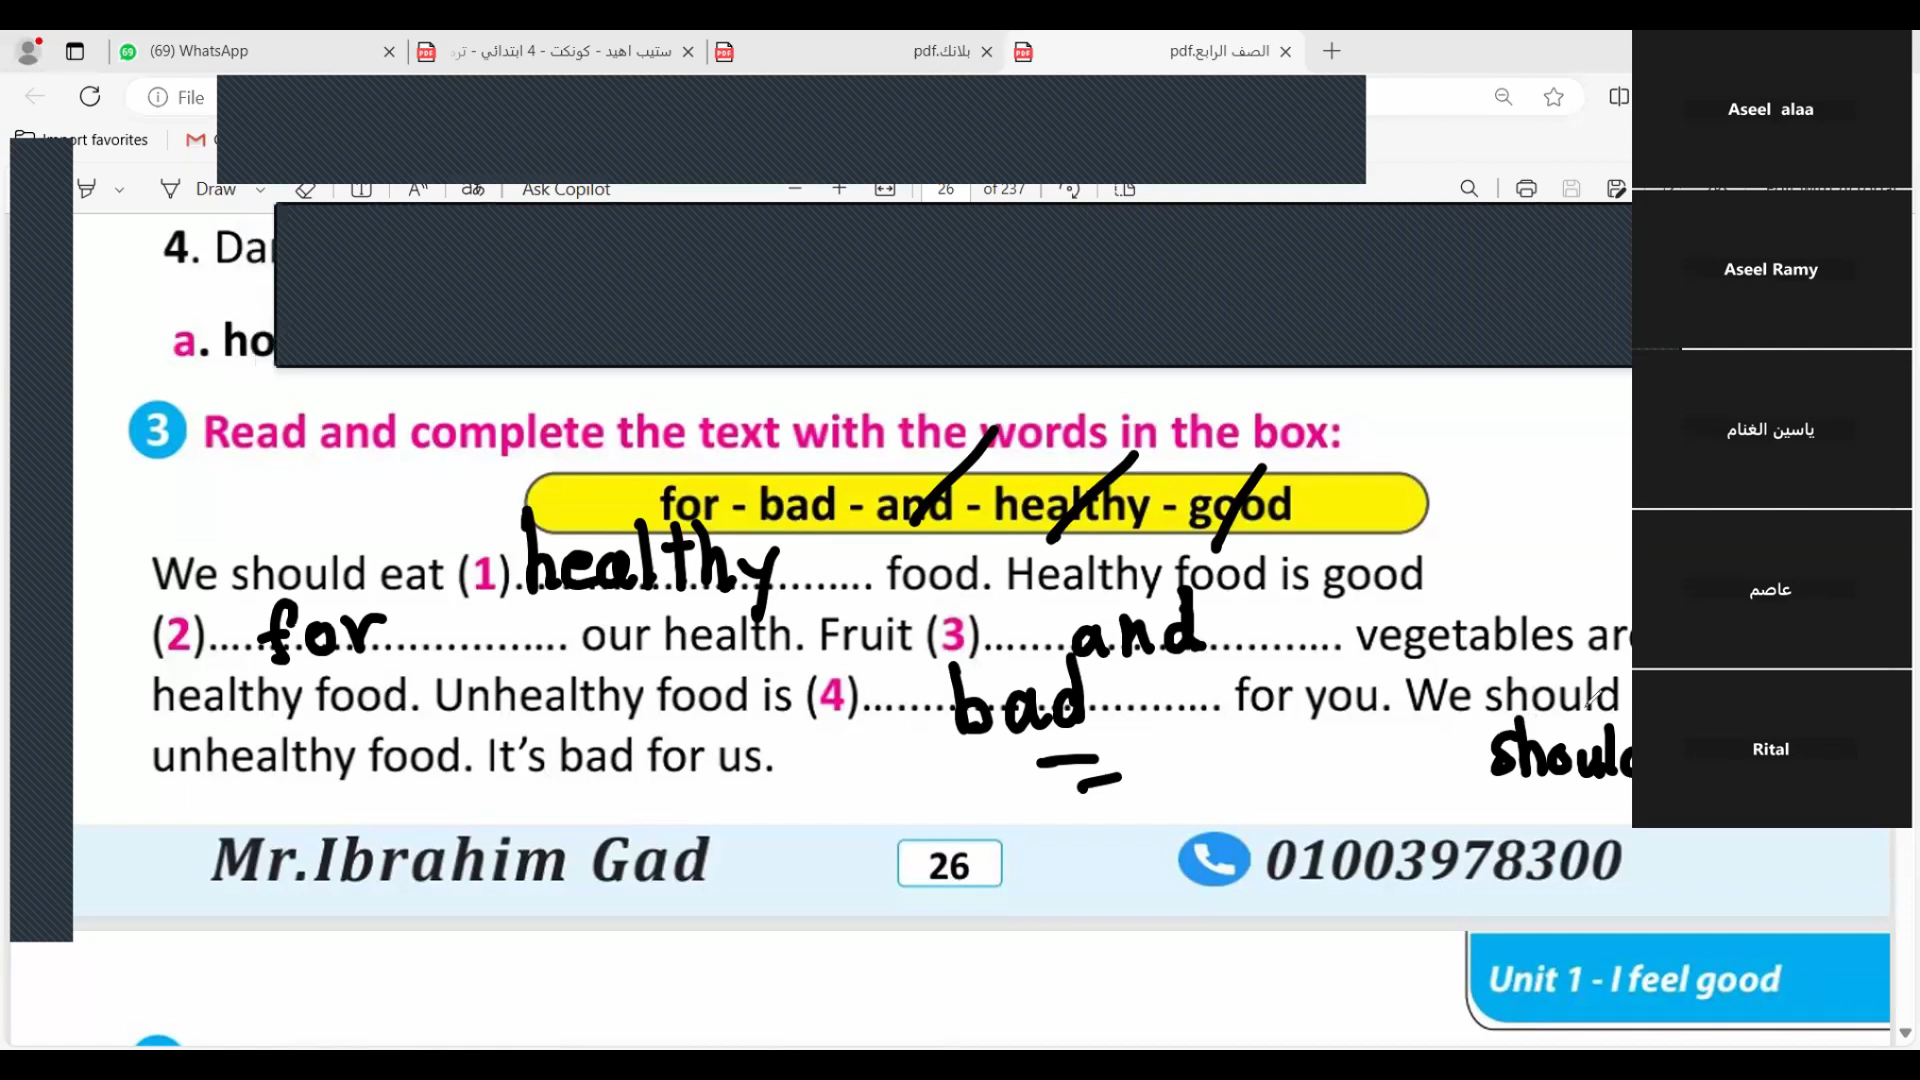 (69) WhatsApp
ستيب اهيد - كونكت - 4 ابتدائي - تر
بلانك.pdf
الصف الرابع.pdf
File
Import favorites
Draw
Ask Copilot
26 of 237
Aseel alaa
Aseel Ramy
ياسين الغنام
عاصم
Rital
4. Dar
a. ho
3 Read and complete the text with the words in the box:
for - bad - and - healthy - good
We should eat (1) healthy food. Healthy food is good
(2) for our health. Fruit (3) and vegetables are
healthy food. Unhealthy food is (4) bad for you. We should
unhealthy food. It's bad for us.
should
Mr.Ibrahim Gad
26
01003978300
Unit 1 - I feel good